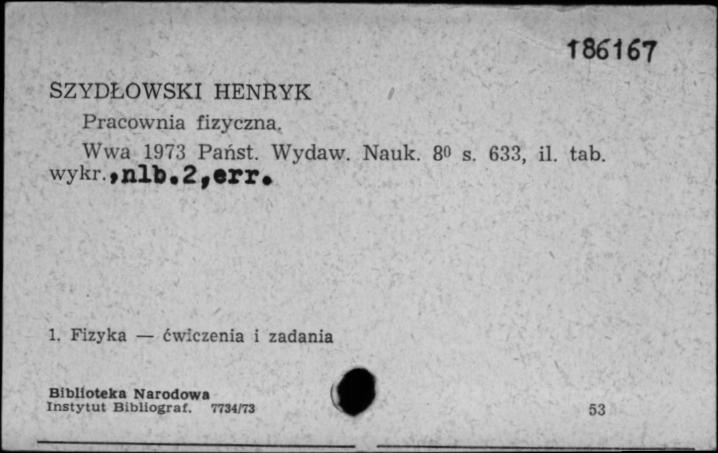 186167
SZYDŁOWSKI HENRYK
Pracownia fizyczna.
Wwa 1973 Państ. Wydaw. Nauk. 8⁰ s. 633, il. tab.
wykr.,nlb.2,err.
1. Fizyka — ćwiczenia i zadania
Biblioteka Narodowa
Instytut Bibliograf. 7734/73
53